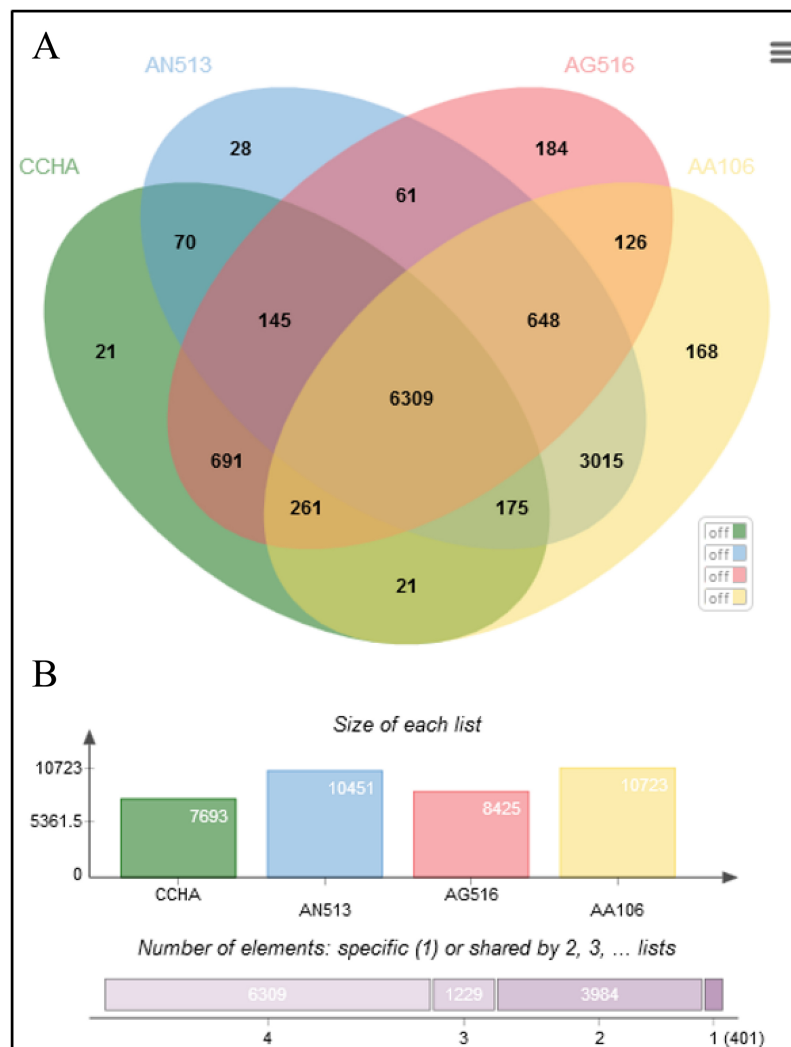 A
AN513
AG516
CCHA
AA106
28
184
61
70
126
145
648
21
168
6309
691
3015
261
175
21
off
off
off
off
B
Size of each list
10723
5361.5
0
7693
10451
8425
10723
CCHA
AN513
AG516
AA106
Number of elements: specific (1) or shared by 2, 3, ... lists
6309
1229
3984
4
3
2
1 (401)